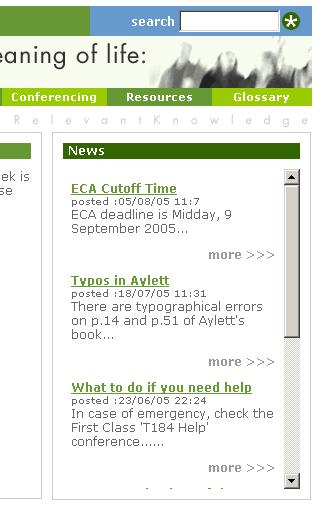 search
eaning of life:
Conferencing Resources Glossary
RelevantKnowledge
ek is
se
News
ECA Cutoff Time
posted :05/08/05 11:7
ECA deadline is Midday, 9
September 2005...
more >>>
Typos in Aylett
posted :18/07/05 11:31
There are typographical errors
on p.14 and p.51 of Aylett's
book...
more >>>
What to do if you need help
posted :23/06/05 22:24
In case of emergency, check the
First Class 'T184 Help'
conference......
more >>>